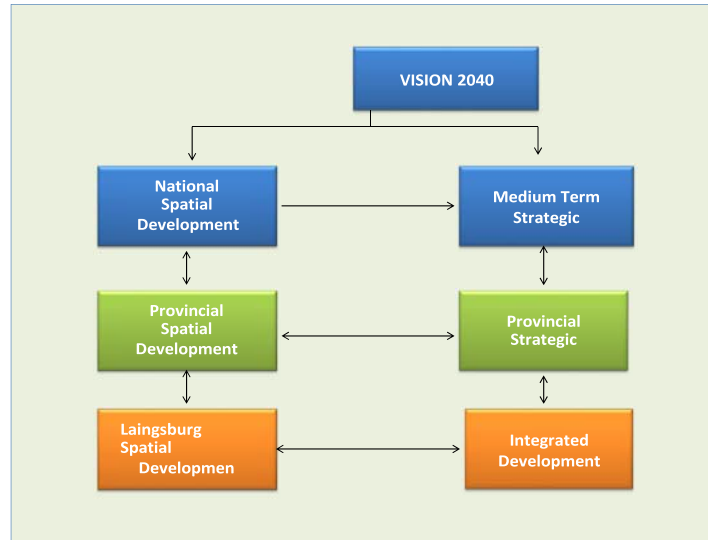 VISION 2040
National
Spatial
Development
Medium Term
Strategic
Provincial
Spatial
Development
Provincial
Strategic
Laingsburg
Spatial
Developmen
Integrated
Development